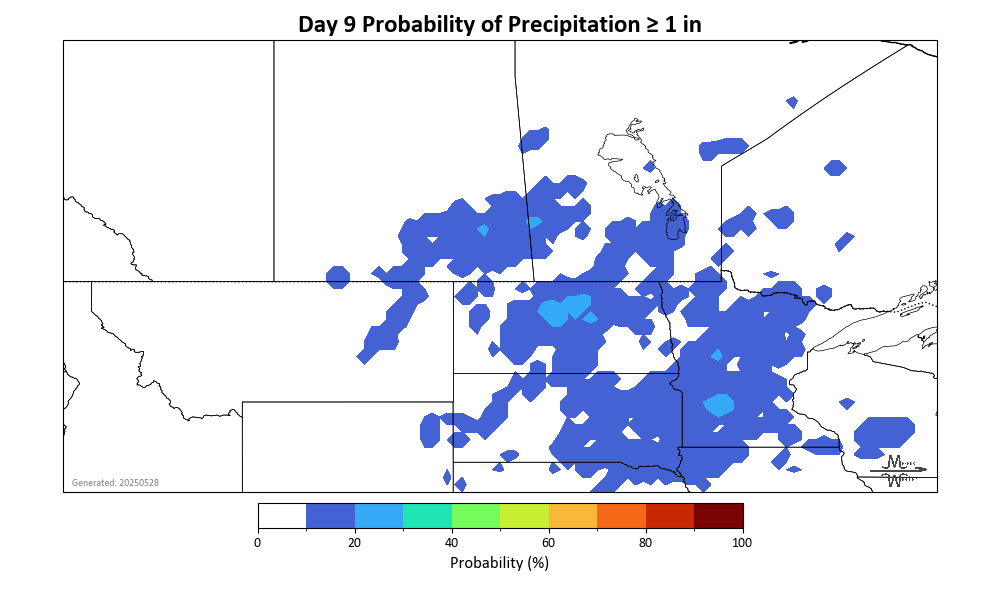 Day 9 Probability of Precipitation ≥ 1 in
Generated: 20250528
0 20 40 60 80 100
Probability (%)